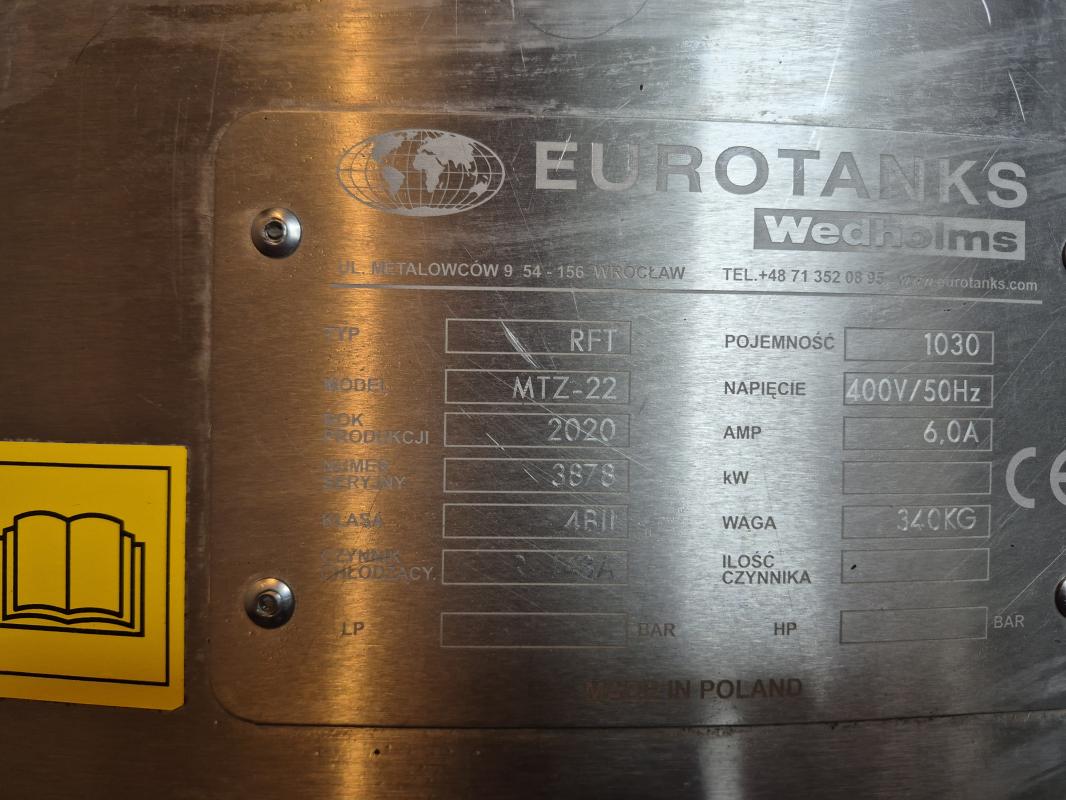 EUROTANKS
Wedholms
UL. METALOWCÓW 9 54 - 156 WROCŁAW TEL.+48 71 352 08 95 www.eurotanks.com
TYP RFT POJEMNOŚĆ 1030
MODEL MTZ-22 NAPIĘCIE 400V/50Hz
ROK PRODUKCJI 2020 AMP 6,0A
NUMER SERYJNY 3878 kW
KLASA 4BII WAGA 340KG
CZYNNIK CHŁODZĄCY. ILOŚĆ CZYNNIKA
LP BAR HP BAR
MADE IN POLAND
CE